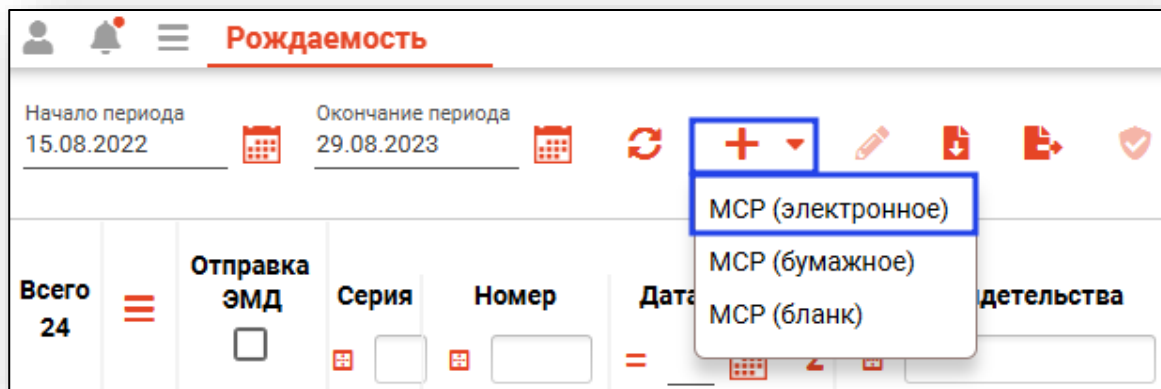 Рождаемость
Начало периода
Окончание периода
15.08.2022
29.08.2023
МСР (электронное)
МСР (бумажное)
МСР (бланк)
Всего
24
Отправка
ЭМД
Серия
Номер
Дата
детельства
=